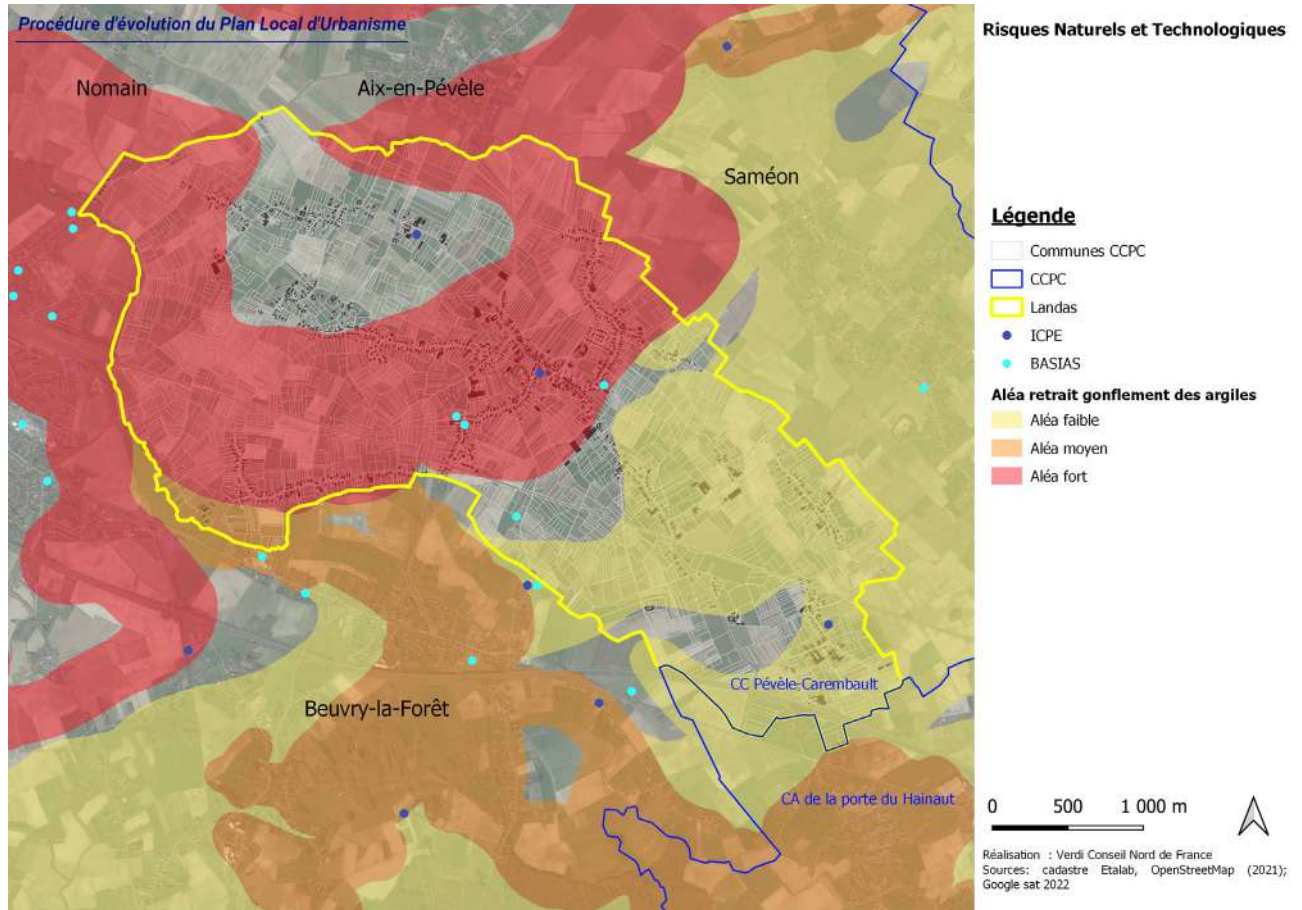 Procédure d'évolution du Plan Local d'Urbanisme
Risques Naturels et Technologiques
Nomain
Aix-en-Pévèle
Saméon
Légende
Communes CCPC
CCPC
Landas
ICPE
BASIAS
Aléa retrait gonflement des argiles
Aléa faible
Aléa moyen
Aléa fort
CC Pévèle-Carembault
Beuvry-la-Forêt
CA de la porte du Hainaut
0 500 1 000 m
Réalisation : Verdi Conseil Nord de France
Sources: cadastre Etalab, OpenStreetMap (2021);
Google sat 2022